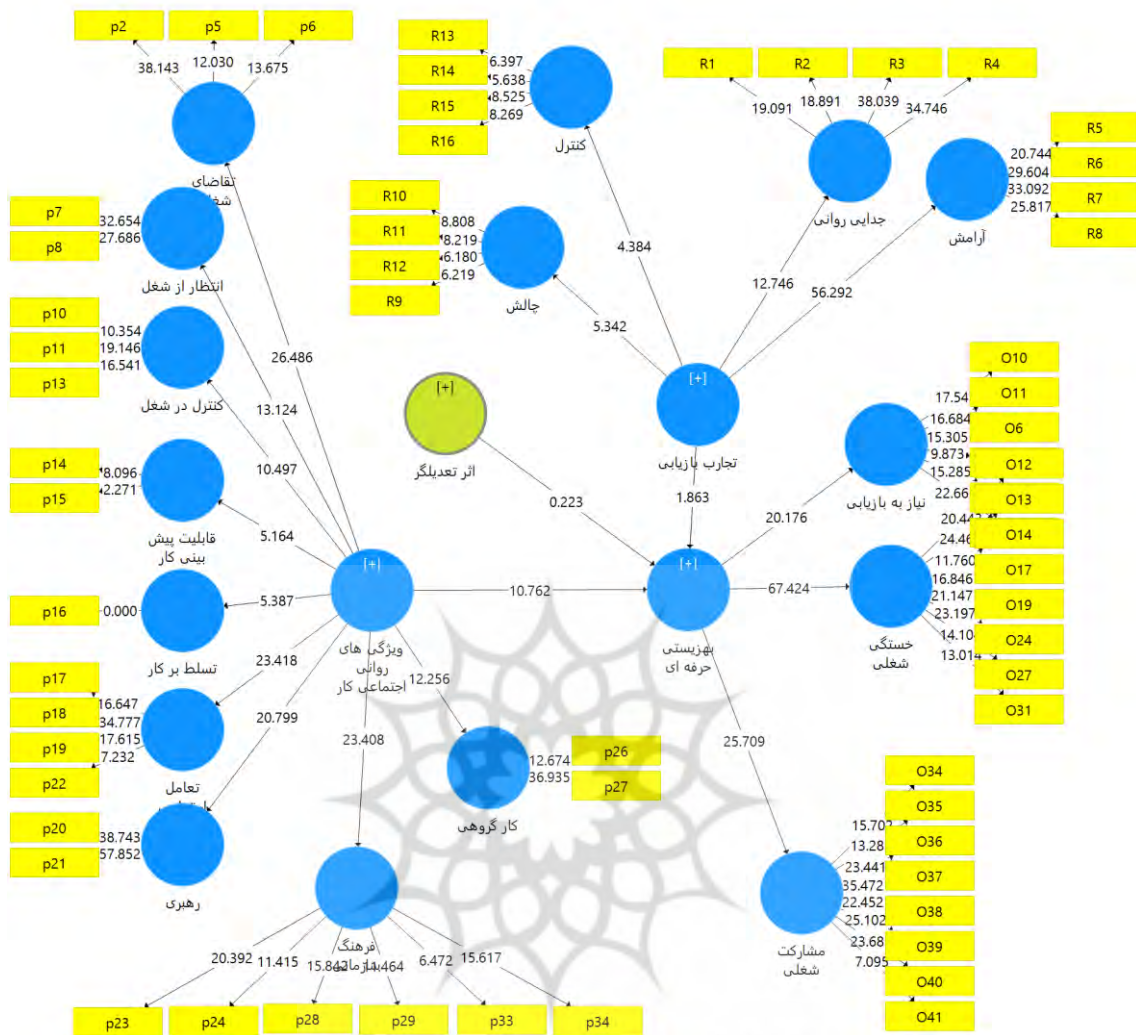 p2
p5
p6
38.143
12.030
13.675
تقاضای
p7
p8
32.654
27.686
انتظار از شغل
p10
p11
p13
10.354
19.146
16.541
کنترل در شغل
p14
p15
8.096
2.271
قابلیت پیش
بینی کار
p16
0.000
تسلط بر کار
p17
p18
p19
p22
16.647
34.777
17.615
7.232
تعامل
p20
p21
38.743
57.852
رهبری
26.486
13.124
10.497
5.164
5.387
23.418
20.799
23.408
12.256
[+]
ویژگی های
روانی
اجتماعی کار
10.762
p26
p27
12.674
36.935
کار گروهی
فرهنگ
20.392
11.415
15.842
6.472
15.617
p23
p24
p28
p29
p33
p34
R13
R14
R15
R16
6.397
5.638
8.525
8.269
کنترل
R10
R11
R12
R9
8.808
8.219
6.180
6.219
چالش
R1
R2
R3
R4
19.091
18.891
38.039
34.746
جدایی روانی
R5
R6
R7
R8
20.744
29.604
33.092
25.817
آرامش
4.384
5.342
12.746
56.292
[+]
تجارب بازیابی
1.863
[+]
اثر تعدیلگر
0.223
[+]
بهزیستی
حرفه ای
20.176
67.424
25.709
نیاز به بازیابی
17.54
16.684
15.305
9.873
15.285
22.66
O10
O11
O6
O12
O13
O14
O17
O19
O24
O27
O31
خستگی
شغلی
24.46
11.760
16.846
21.147
23.197
14.10
13.014
مشارکت
شغلی
15.70
13.28
23.441
35.472
22.452
25.102
23.68
7.095
O34
O35
O36
O37
O38
O39
O40
O41